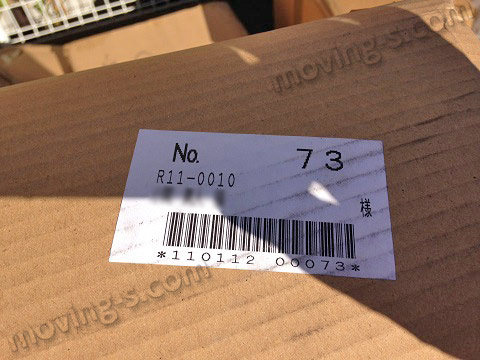 moving-s.com
No. 73
R11-0010
様
*110112 00073*
moving-s.com